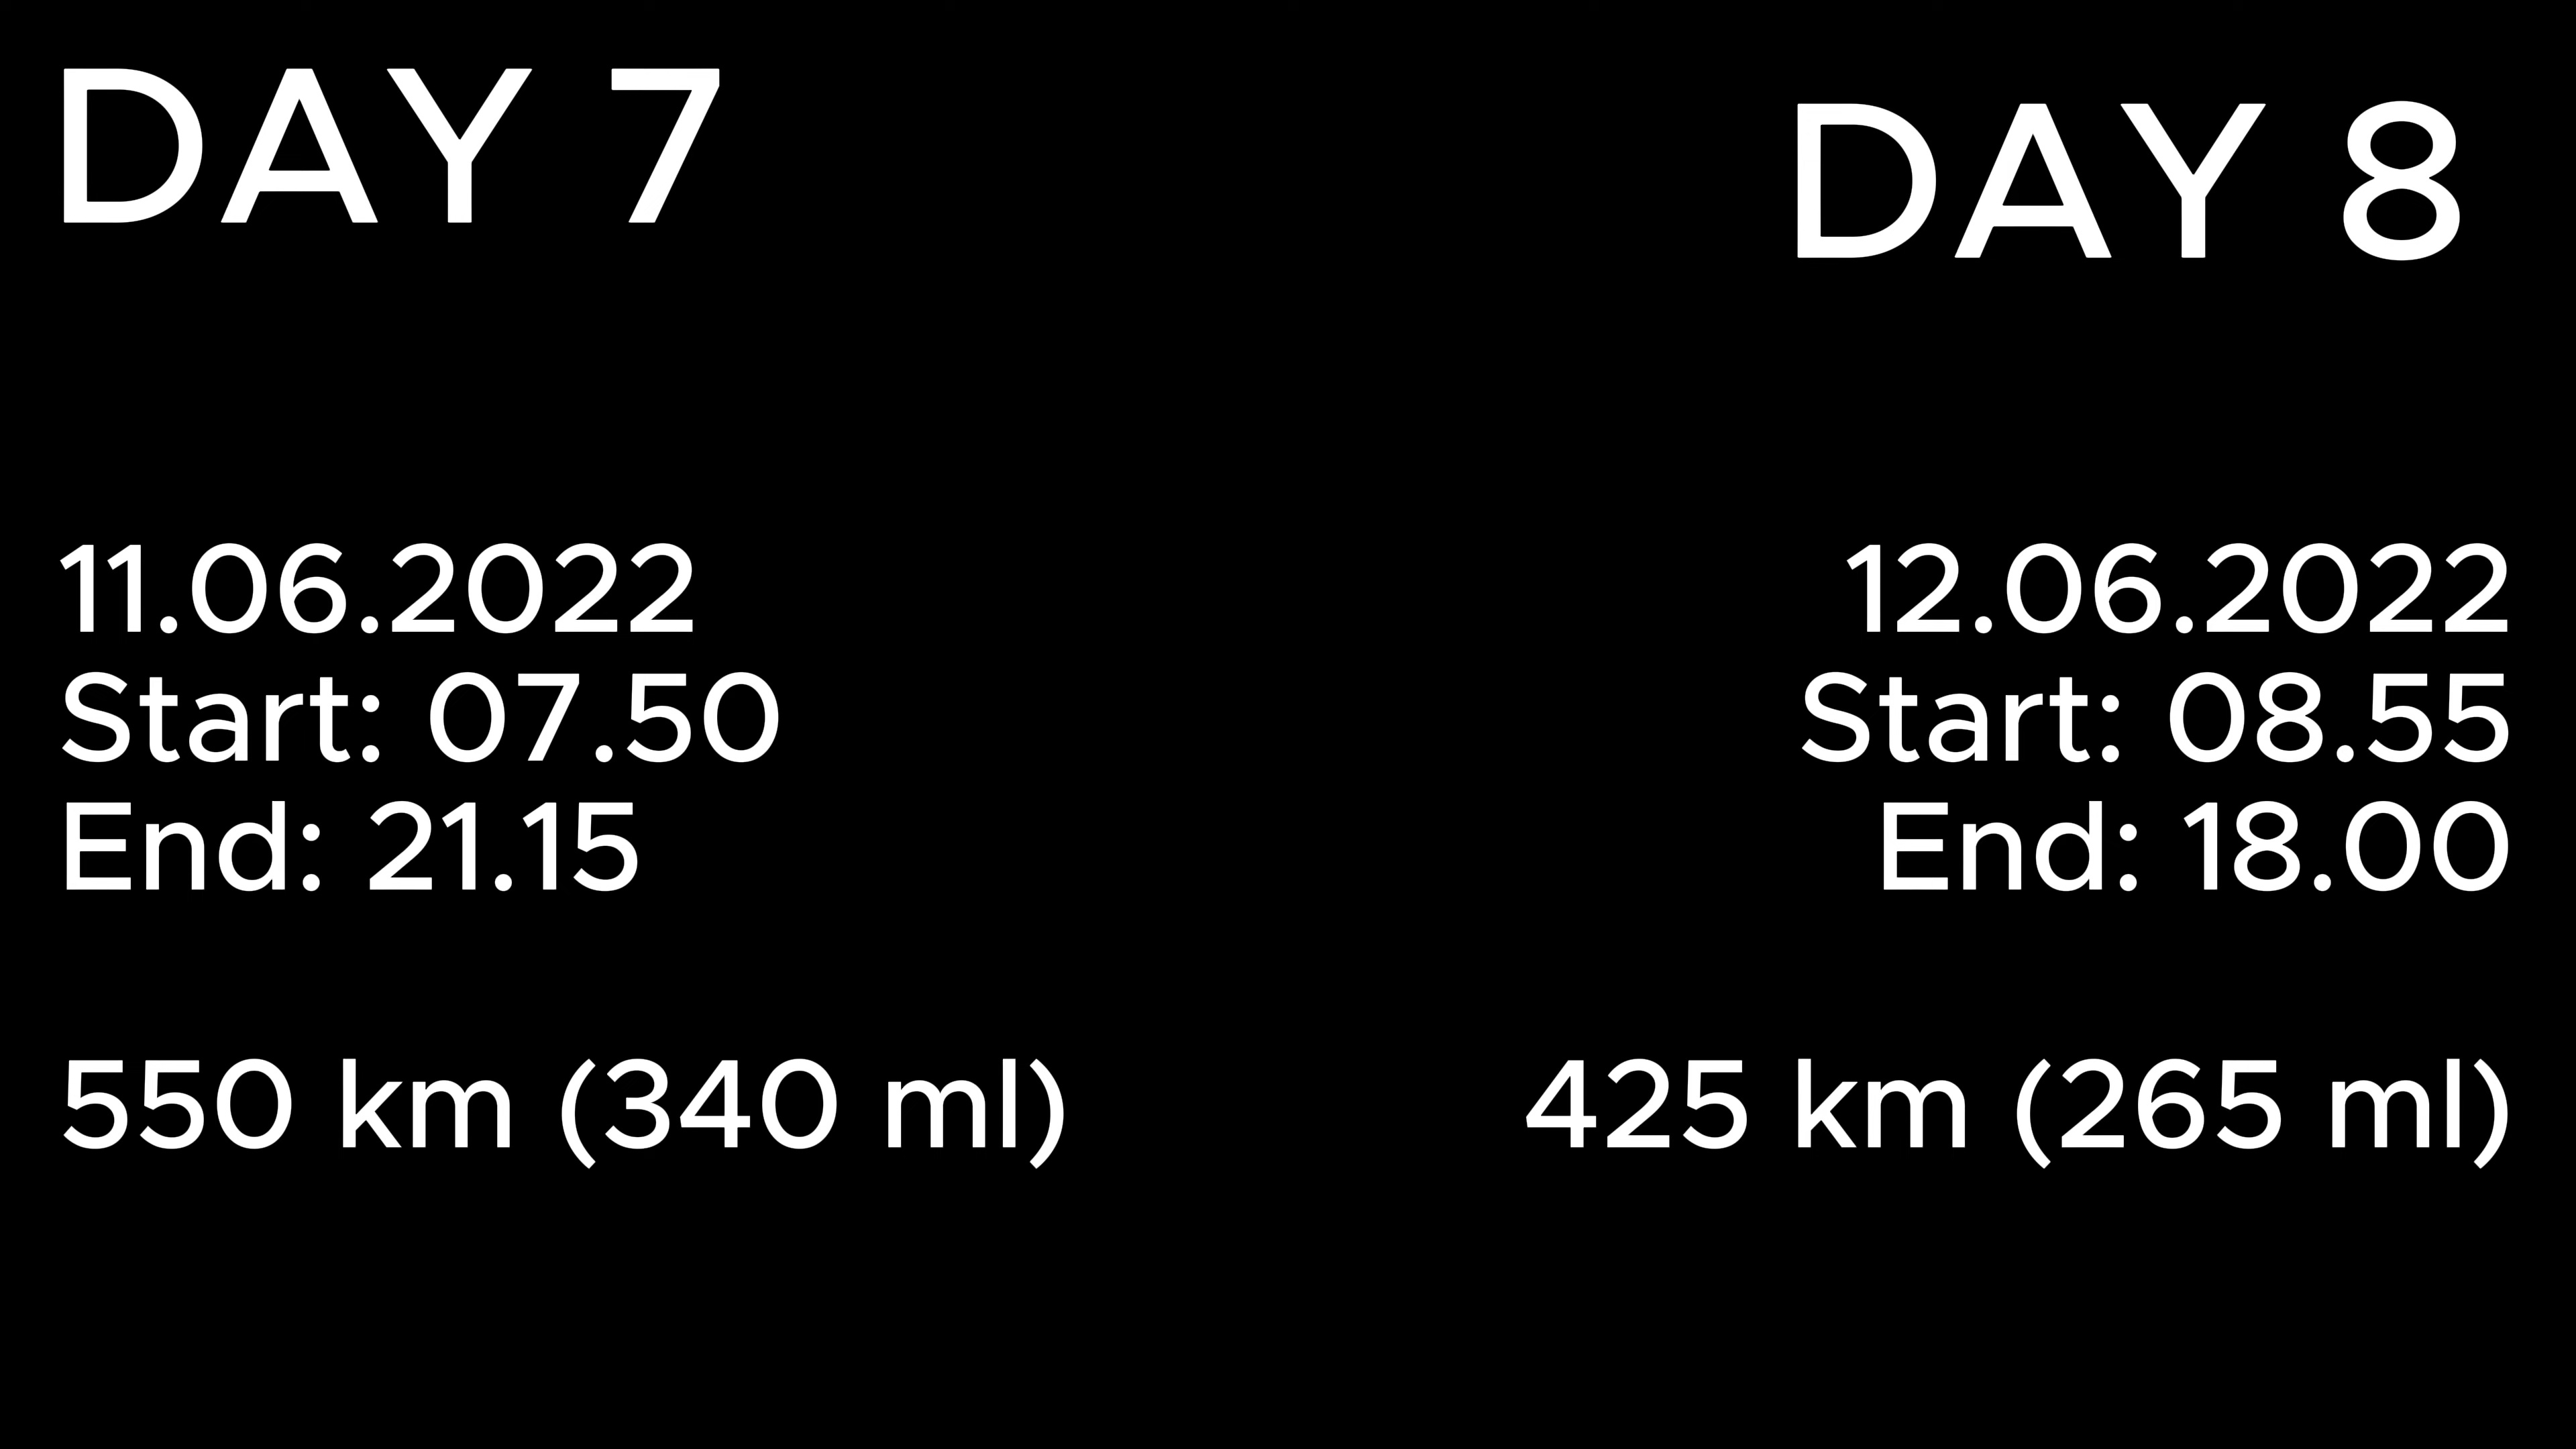 DAY 7
11.06.2022
Start: 07.50
End: 21.15
550 km (340 ml)
DAY 8
12.06.2022
Start: 08.55
End: 18.00
425 km (265 ml)